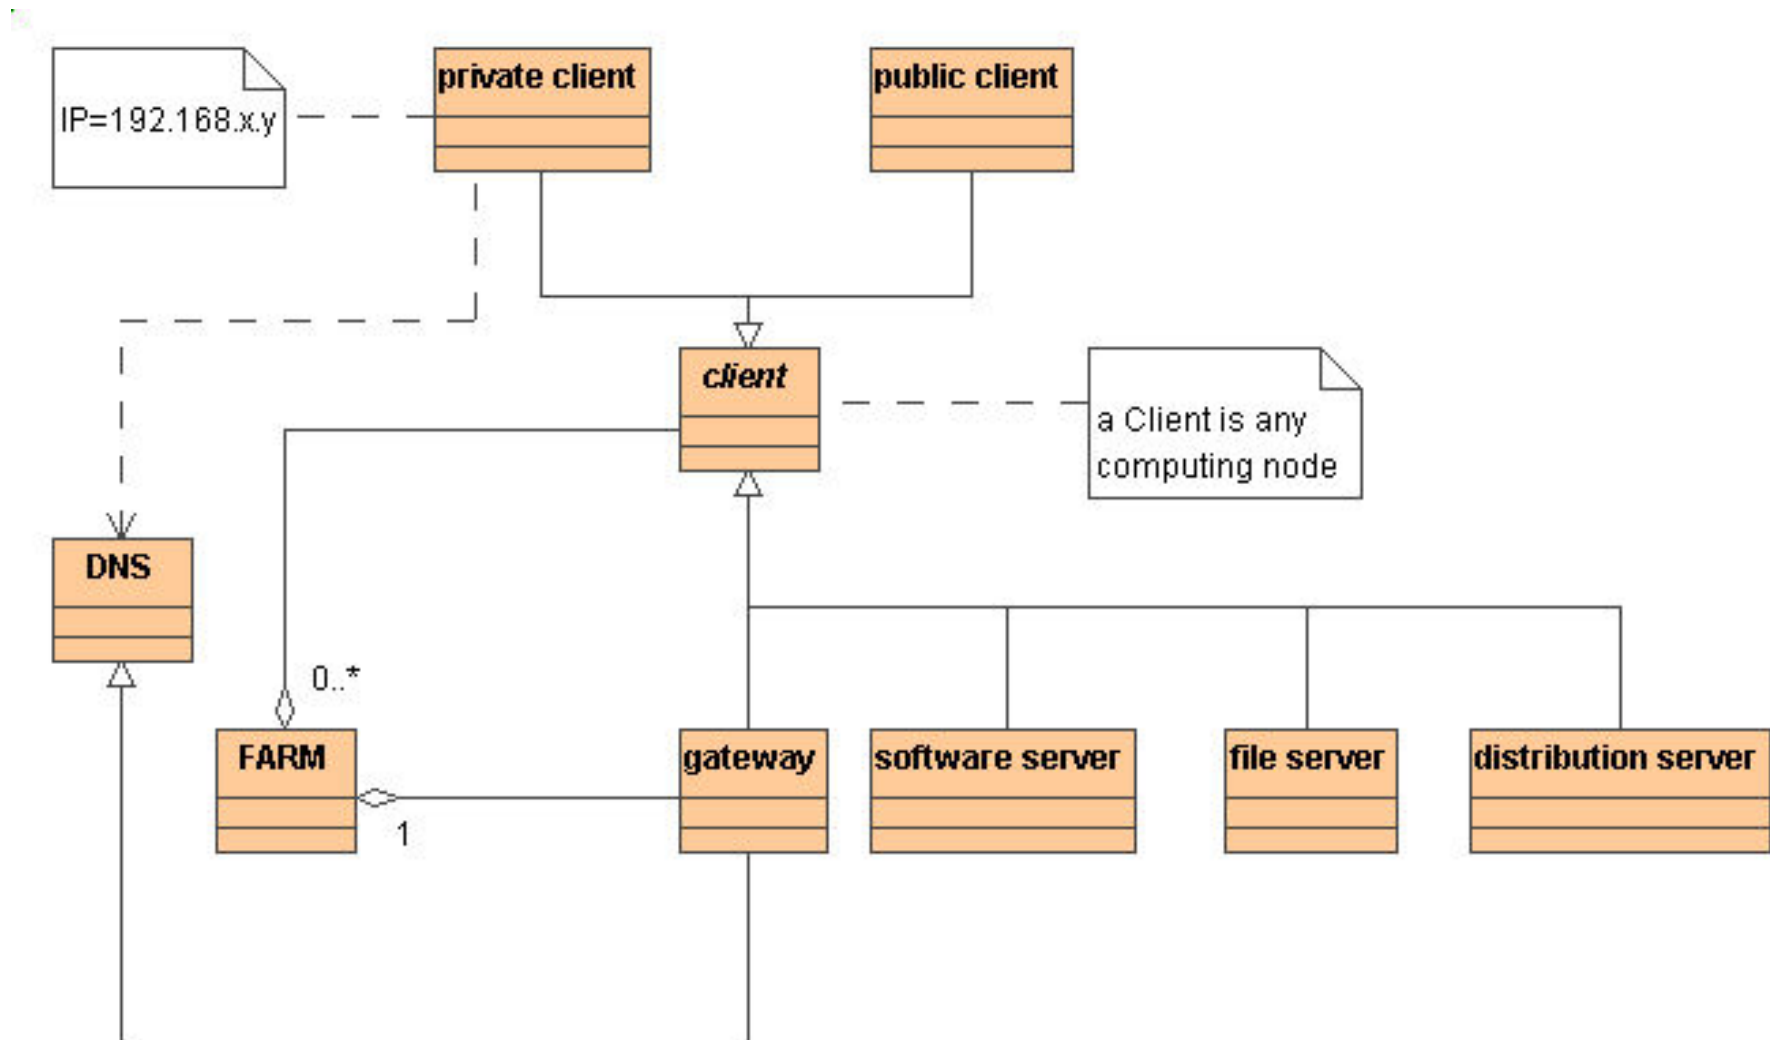 private client
public client
IP=192.168.x.y
client
a Client is any
computing node
DNS
0..*
FARM
gateway
software server
file server
distribution server
1